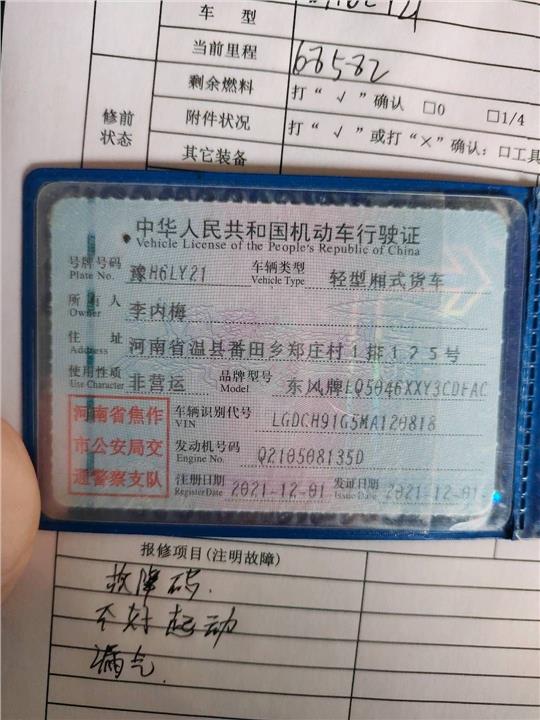 车 型
当前里程 68582
剩余燃料 打“√”确认 □0 □1/4
修前状态
附件状况 打“√”或打“×”确认：□工具
其它装备
中华人民共和国机动车行驶证
Vehicle License of the People's Republic of China
号牌号码 Plate No. 豫H6LY21 车辆类型 Vehicle Type 轻型厢式货车
所有人 Owner 李内梅
住址 Address 河南省温县番田乡郑庄村1排125号
使用性质 Use Character 非营运 品牌型号 Model 东风牌EQ5046XXY3CDFAC
河南省焦作
市公安局交
通警察支队
车辆识别代号 VIN LGDCH91G5MA120818
发动机号码 Engine No. Q210508135D
注册日期 Register Date 2021-12-01 发证日期 Issue Date 2021-12-01
报修项目(注明故障)
故障码.
不好起动
漏气.